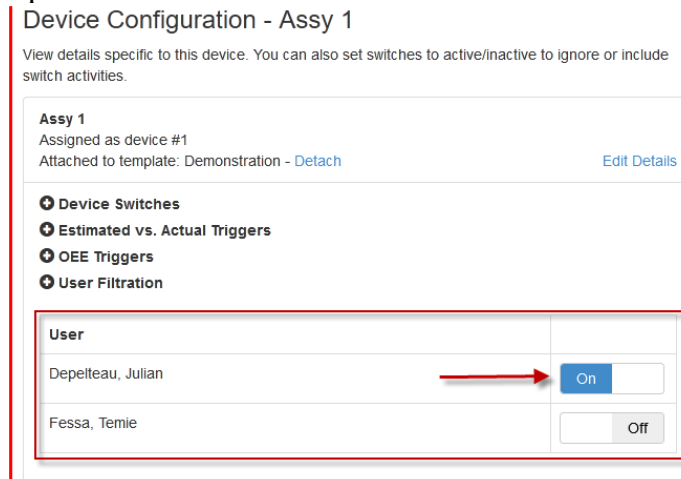 Device Configuration - Assy 1
View details specific to this device. You can also set switches to active/inactive to ignore or include
switch activities.
Assy 1
Assigned as device #1
Attached to template: Demonstration - Detach
Edit Details
Device Switches
Estimated vs. Actual Triggers
OEE Triggers
User Filtration
User
Depelteau, Julian
On
Fessa, Temie
Off